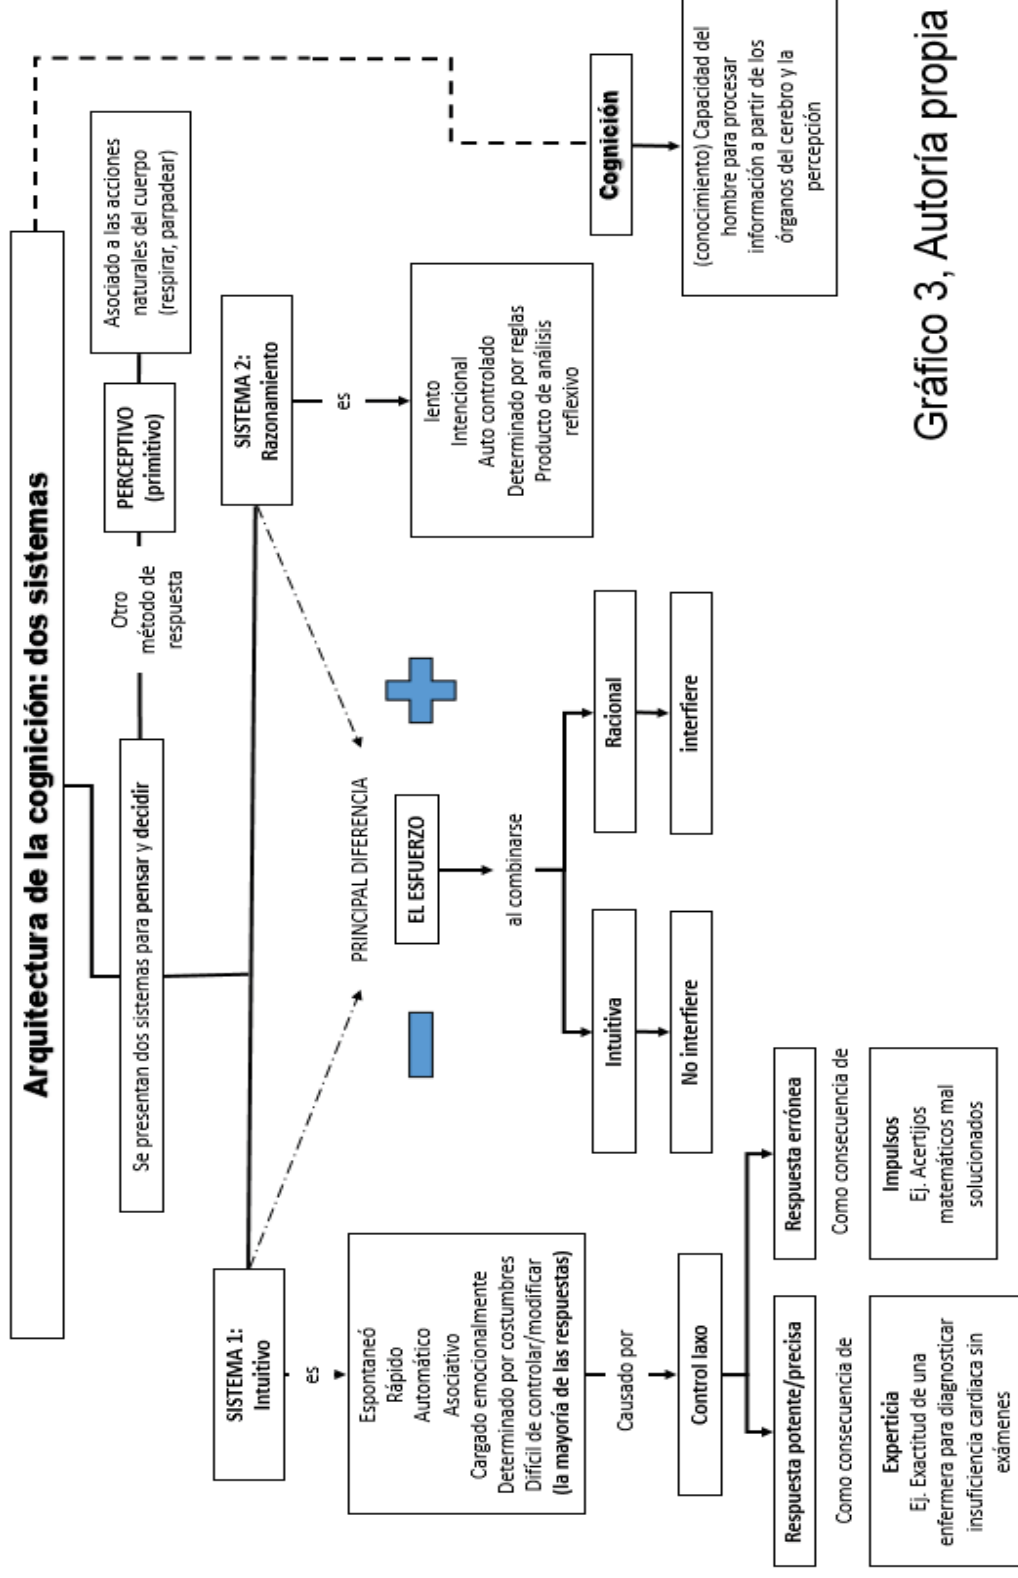 Arquitectura de la cognición: dos sistemas
Se presentan dos sistemas para pensar y decidir
Otro
método de
respuesta
PERCEPTIVO
(primitivo)
Asociado a las acciones
naturales del cuerpo
(respirar, parpadear)
SISTEMA 1:
Intuitivo
es
Espontaneó
Rápido
Automático
Asociativo
Cargado emocionalmente
Determinado por costumbres
Difícil de controlar/modificar
(la mayoría de las respuestas)
Causado por
Control laxo
Respuesta potente/precisa
Como consecuencia de
Experticia
Ej. Exactitud de una
enfermera para diagnosticar
insuficiencia cardiaca sin
exámenes
Respuesta errónea
Como consecuencia de
Impulsos
Ej. Acertijos
matemáticos mal
solucionados
PRINCIPAL DIFERENCIA
EL ESFUERZO
al combinarse
Intuitiva
No interfiere
Racional
interfiere
SISTEMA 2:
Razonamiento
es
lento
Intencional
Auto controlado
Determinado por reglas
Producto de análisis
reflexivo
Cognición
(conocimiento) Capacidad del
hombre para procesar
información a partir de los
órganos del cerebro y la
percepción
Gráfico 3, Autoría propia